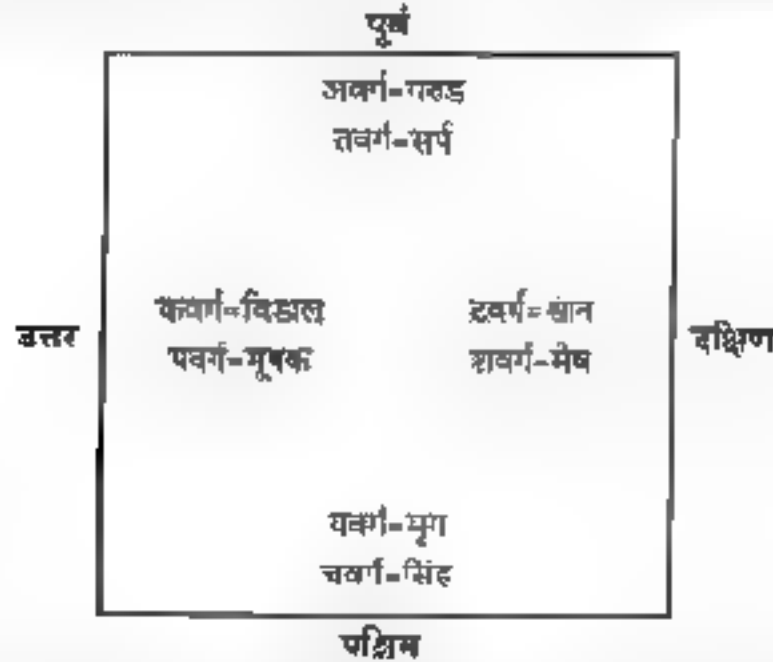 पूर्व
अवर्ग=गरुड
तवर्ग=सर्प
उत्तर
कवर्ग=विडाल
टवर्ग=श्वान
दक्षिण
पवर्ग=मूषक
शवर्ग=मेष
यवर्ग=मृग
चवर्ग=सिंह
पश्चिम